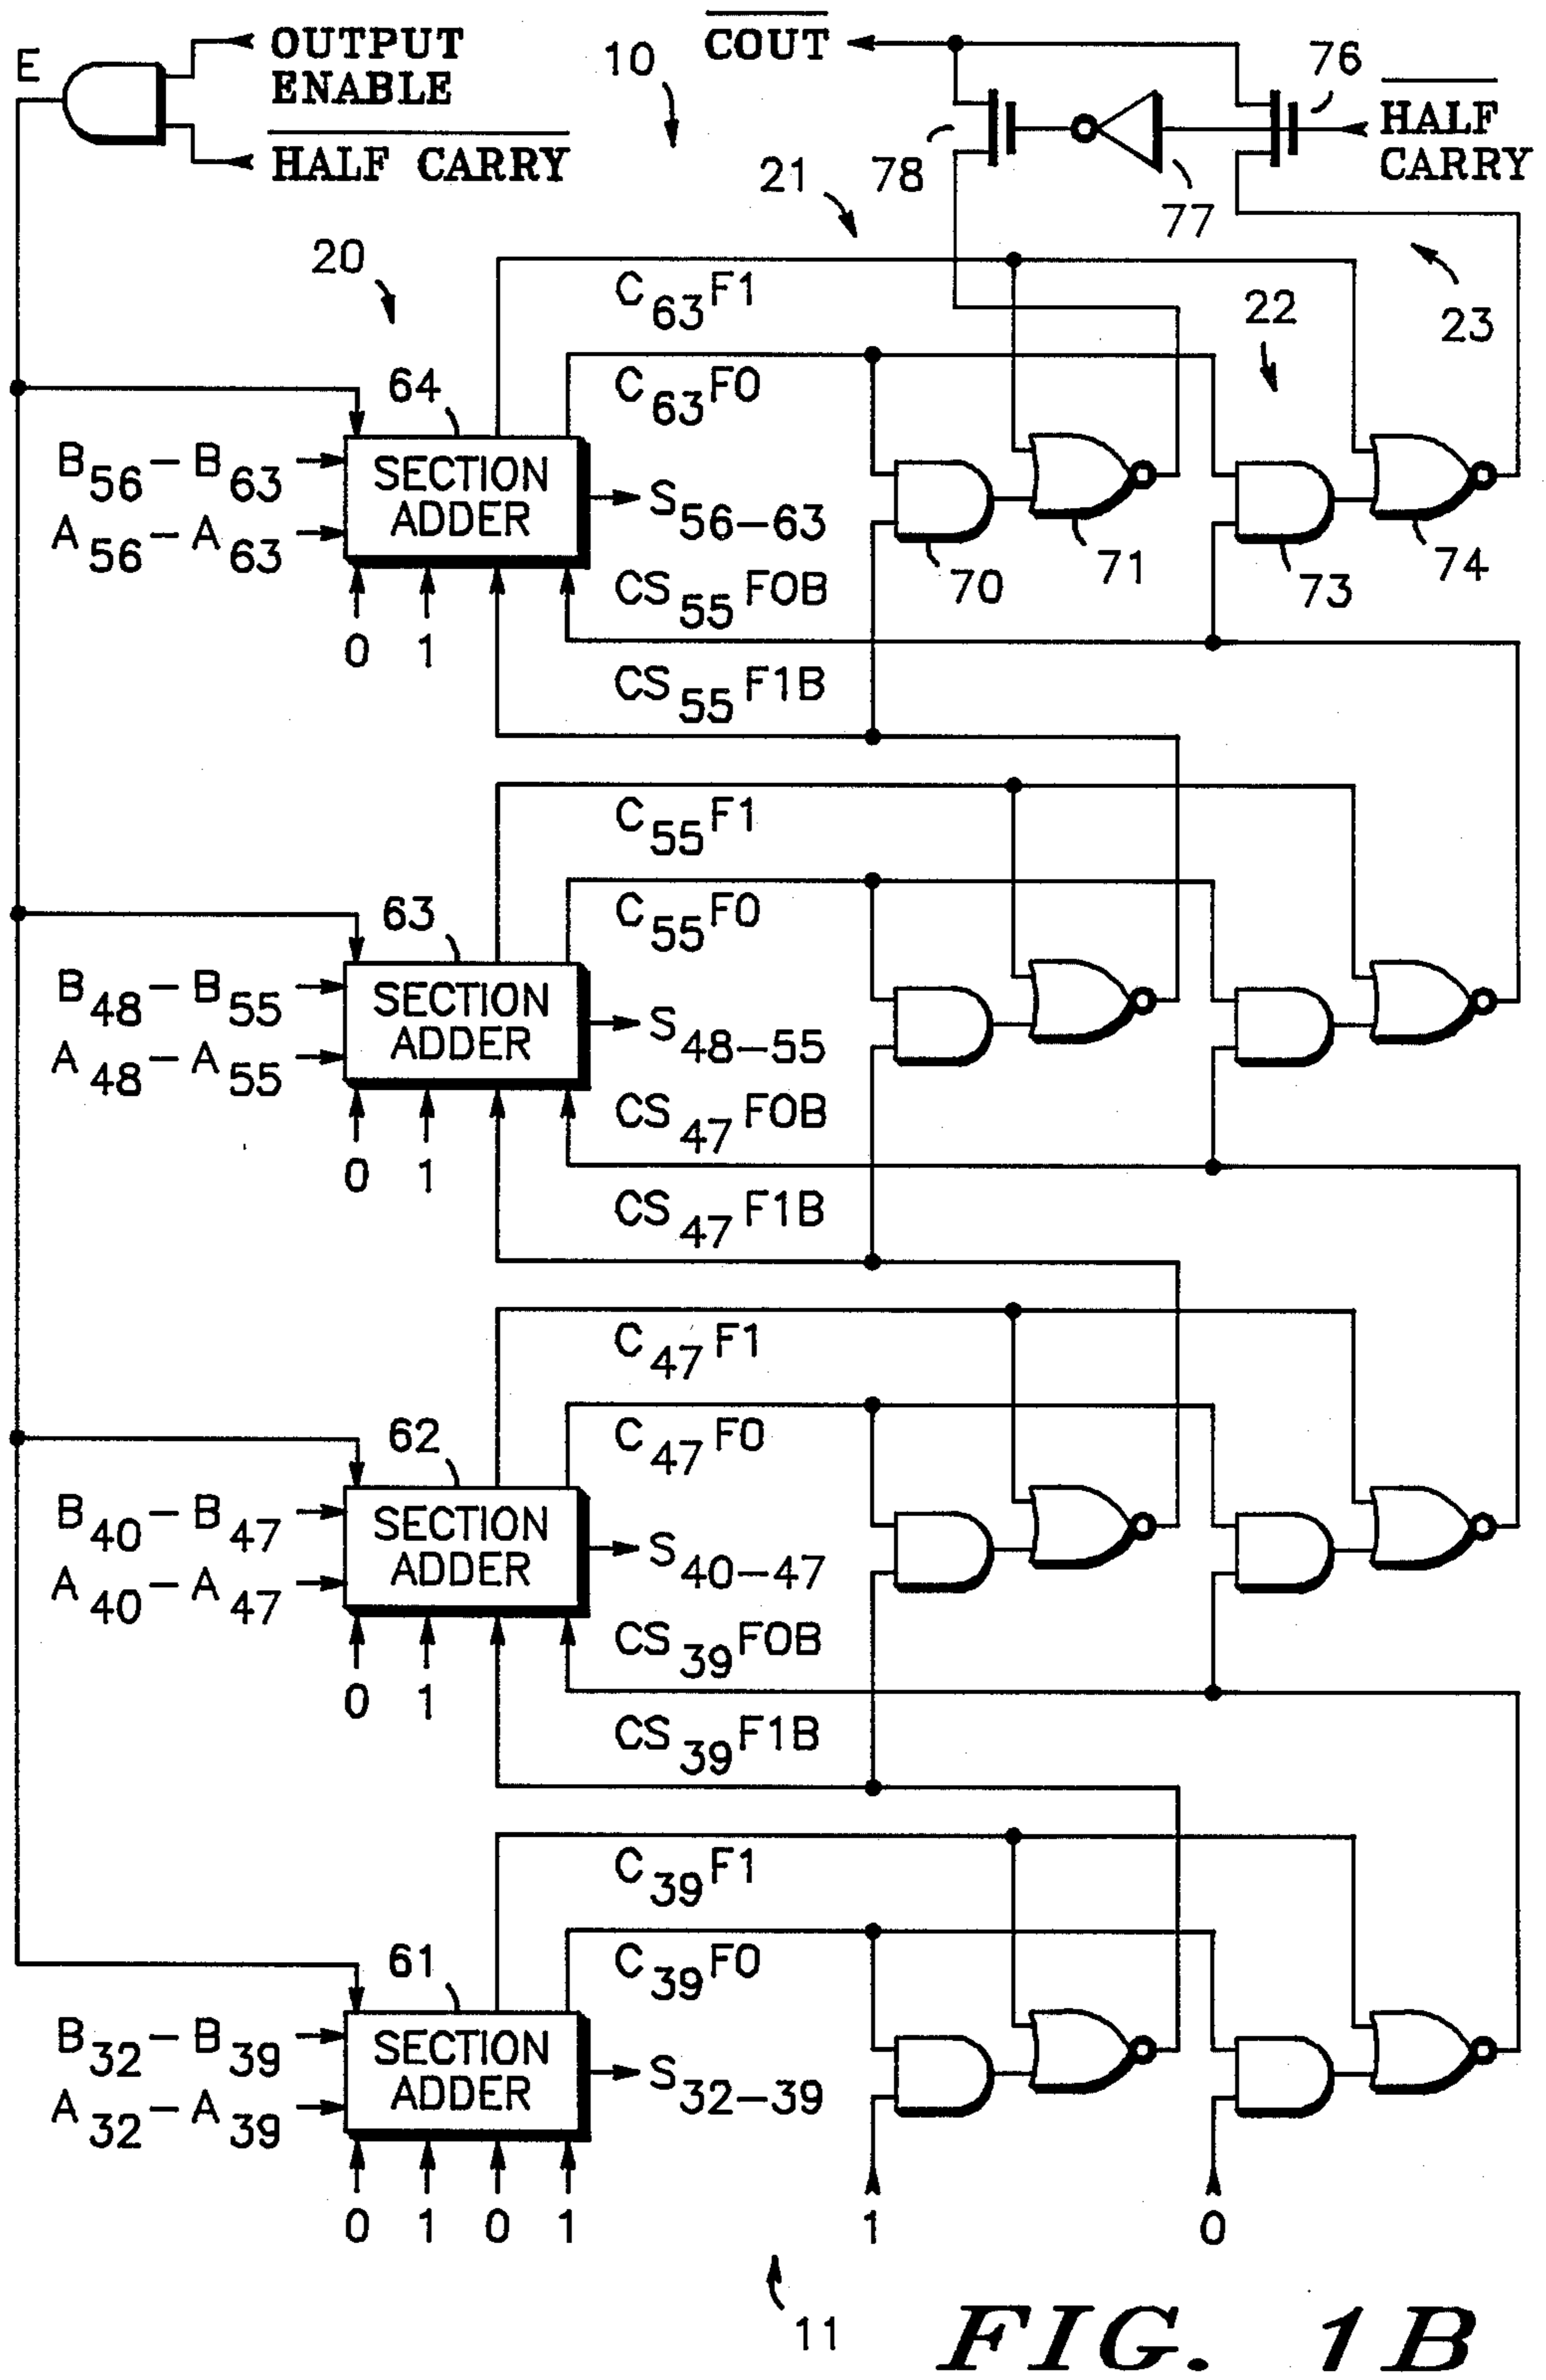 E
OUTPUT
ENABLE
HALF CARRY
10
COUT
76
HALF
CARRY
78
77
21
20
22
23
C63F1
C63F0
64
B56-B63
A56-A63
SECTION
ADDER
S56-63
70
71
73
74
0 1
CS55F0B
CS55F1B
C55F1
C55F0
63
B48-B55
A48-A55
SECTION
ADDER
S48-55
0 1
CS47F0B
CS47F1B
C47F1
C47F0
62
B40-B47
A40-A47
SECTION
ADDER
S40-47
0 1
CS39F0B
CS39F1B
C39F1
C39F0
61
B32-B39
A32-A39
SECTION
ADDER
S32-39
0 1 0 1
1
0
11
FIG. 1B